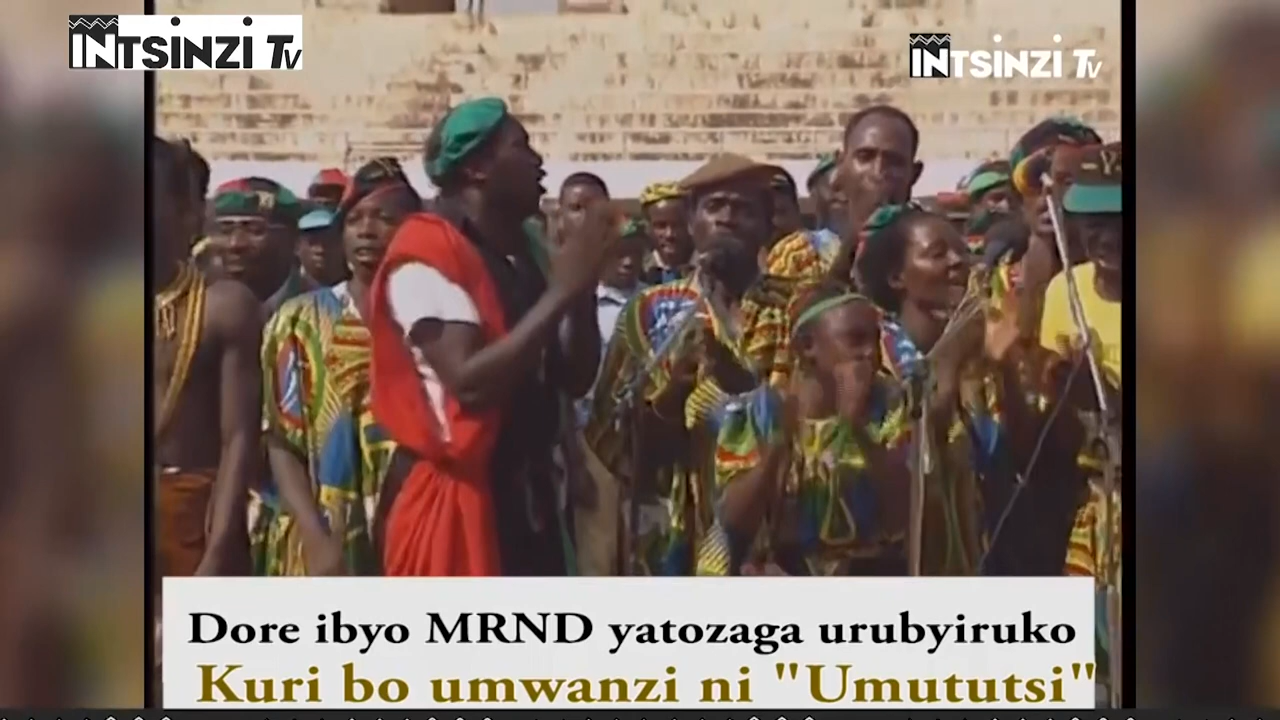 INTSINZI TV
INTSINZI TV
Dore ibyo MRND yatozaga urubyiruko
Kuri bo umwanzi ni "Umututsi"